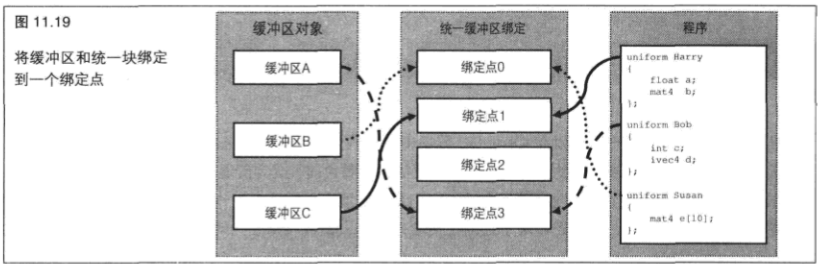 图 11.19
将缓冲区和统一块绑定
到一个绑定点
缓冲区对象
缓冲区A
缓冲区B
缓冲区C
统一缓冲区绑定
绑定点0
绑定点1
绑定点2
绑定点3
程序
uniform Harry
{
float a;
mat4 b;
};
uniform Bob
{
int c;
ivec4 d;
};
uniform Susan
{
mat4 e[10];
};